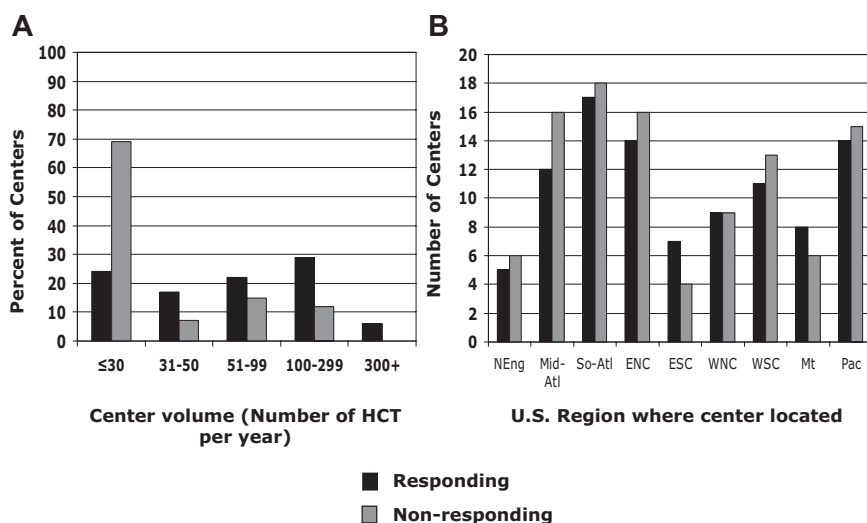 A
100
90
80
70
60
50
40
30
20
10
0
Percent of Centers
≤30 31-50 51-99 100-299 300+
Center volume (Number of HCT
per year)
B
20
18
16
14
12
10
8
6
4
2
0
Number of Centers
NEng Mid- So-Atl ENC ESC WNC WSC Mt Pac
Atl
U.S. Region where center located
Responding
Non-responding